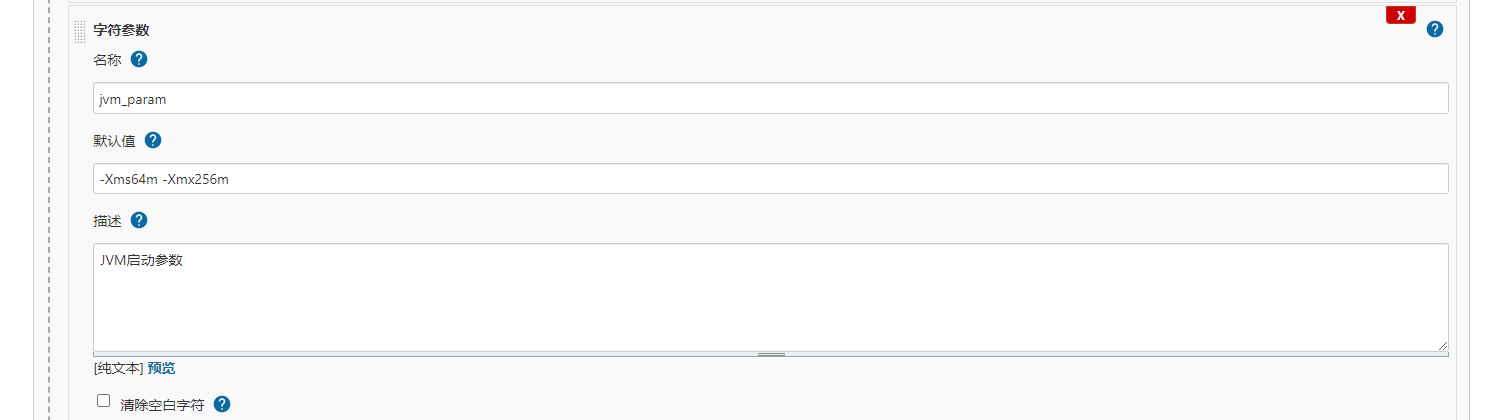 X
字符参数 ?
名称 ?
jvm_param
默认值 ?
-Xms64m -Xmx256m
描述 ?
JVM启动参数
[纯文本] 预览
清除空白字符 ?